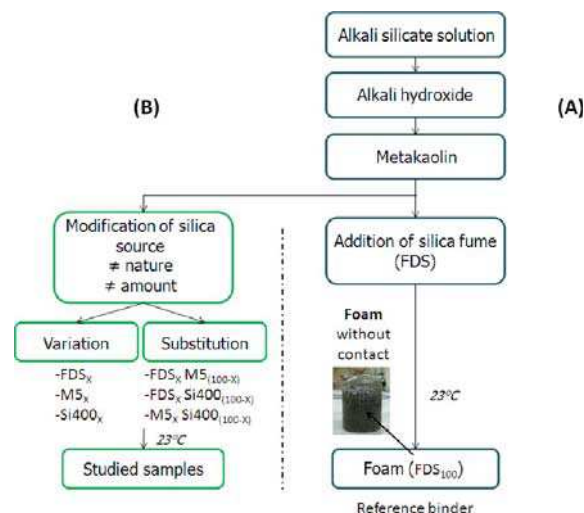 Alkali silicate solution
Alkali hydroxide
(B)
(A)
Metakaolin
Modification of silica
source
≠ nature
≠ amount
Addition of silica fume
(FDS)
Variation
Substitution
-FDSₓ
-M5ₓ
-Si400ₓ
-FDSₓ M5₍₁₀₀₋ₓ₎
-FDSₓ Si400₍₁₀₀₋ₓ₎
-M5ₓ Si400₍₁₀₀₋ₓ₎
23°C
Studied samples
Foam
without
contact
23°C
Foam (FDS₁₀₀)
Reference binder